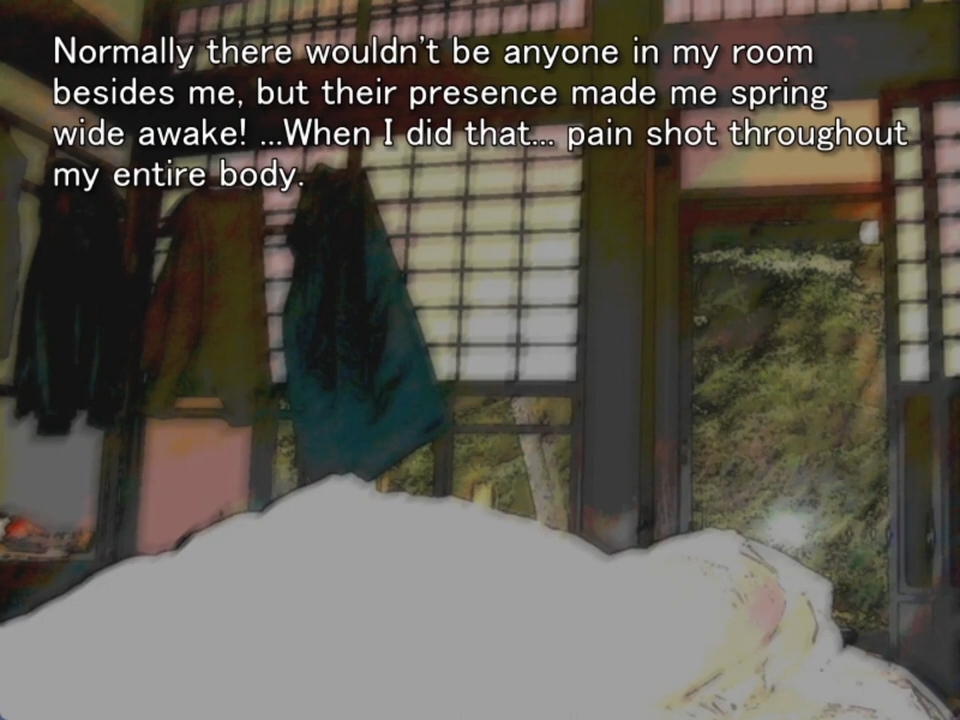 Normally there wouldn't be anyone in my room
besides me, but their presence made me spring
wide awake! ...When I did that... pain shot throughout
my entire body.